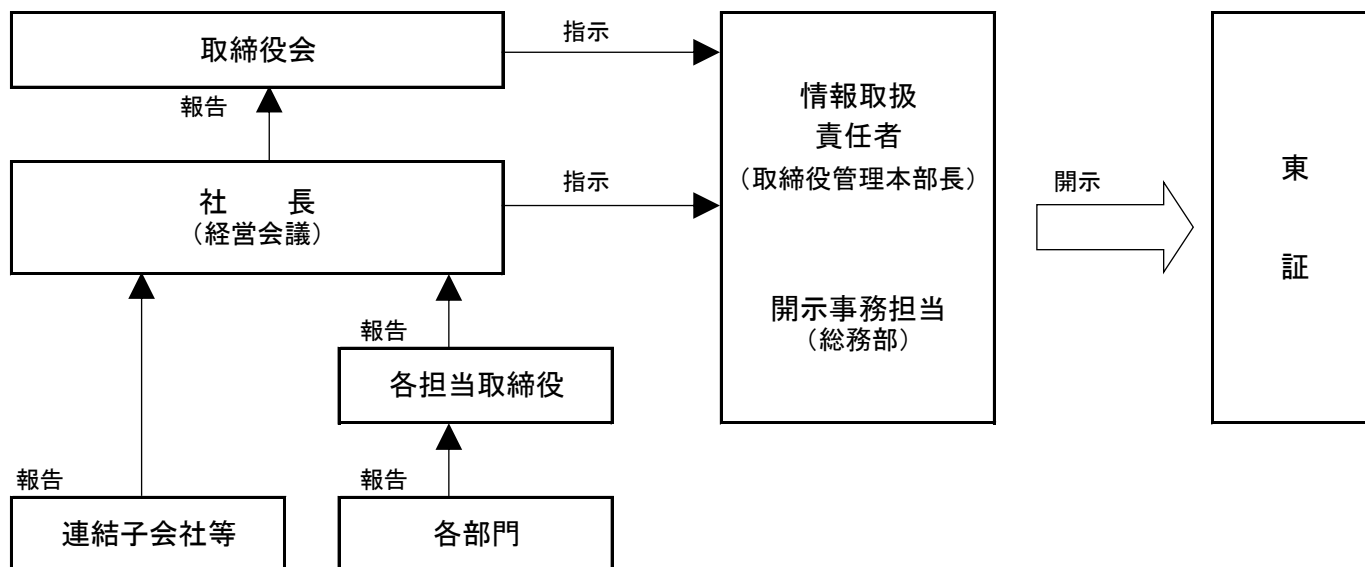 取締役会
指示
報告
社　　長
（経営会議）
指示
情報取扱
責任者
（取締役管理本部長）
開示事務担当
（総務部）
開示
東
証
報告
各担当取締役
報告
連結子会社等
報告
各部門